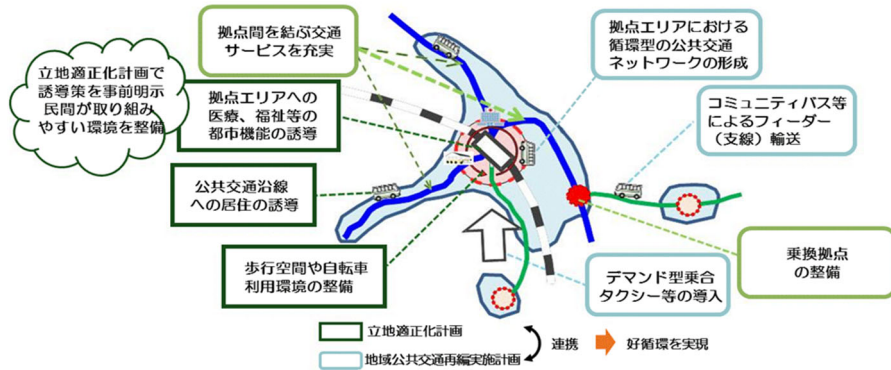 拠点間を結ぶ交通
サービスを充実
拠点エリアにおける
循環型の公共交通
ネットワークの形成
立地適正化計画で
誘導策を事前明示
民間が取り組み
やすい環境を整備
拠点エリアへの
医療、福祉等の
都市機能の誘導
コミュニティバス等
によるフィーダー
（支線）輸送
公共交通沿線
への居住の誘導
歩行空間や自転車
利用環境の整備
デマンド型乗合
タクシー等の導入
乗換拠点
の整備
立地適正化計画
地域公共交通再編実施計画
連携
好循環を実現